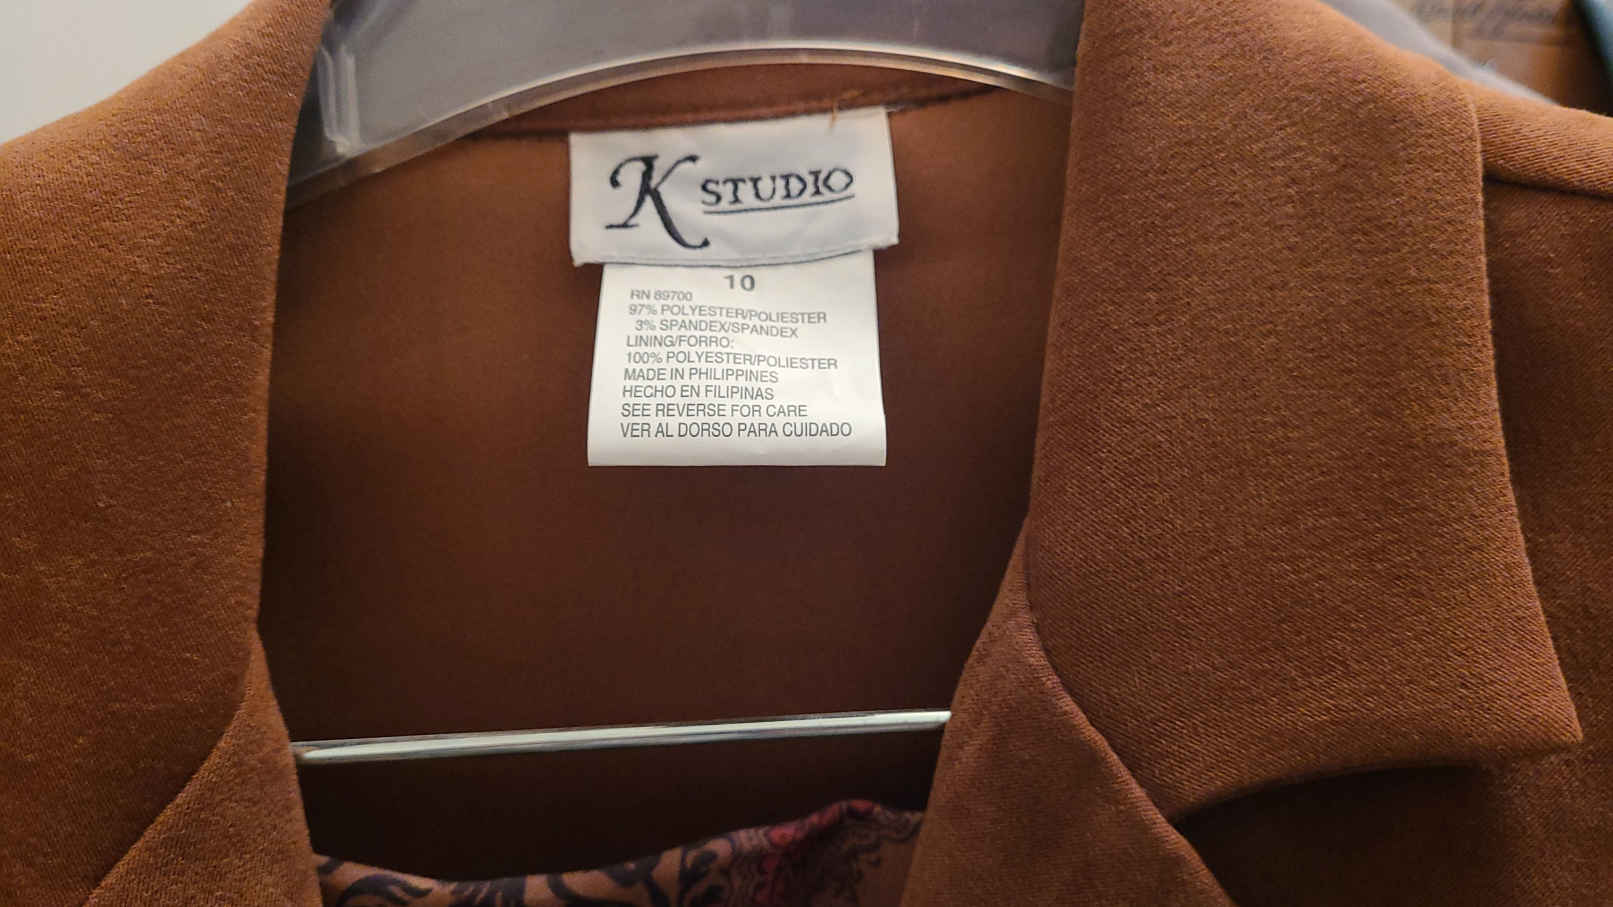 K STUDIO
10
RN 89700
97% POLYESTER/POLIESTER
3% SPANDEX/SPANDEX
LINING/FORRO:
100% POLYESTER/POLIESTER
MADE IN PHILIPPINES
HECHO EN FILIPINAS
SEE REVERSE FOR CARE
VER AL DORSO PARA CUIDADO